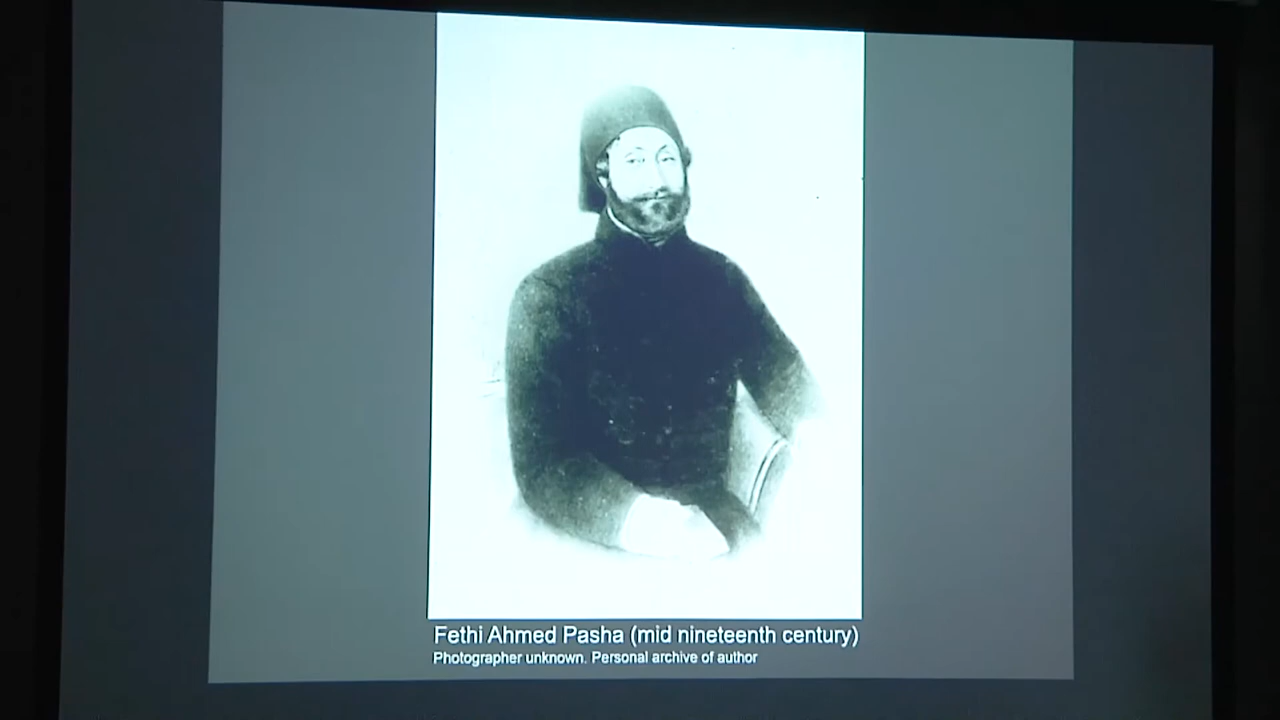 Fethi Ahmed Pasha (mid nineteenth century)
Photographer unknown. Personal archive of author